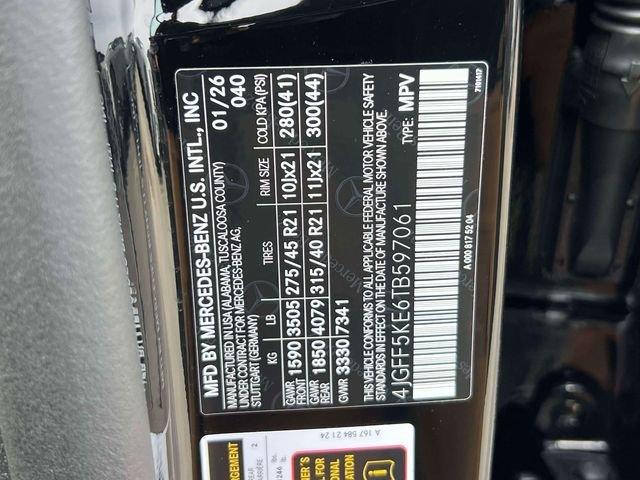 MFD BY MERCEDES-BENZ U.S. INTL., INC 01/26
MANUFACTURED IN USA (ALABAMA, TUSCALOOSA COUNTY) 040
UNDER CONTRACT FOR MERCEDES-BENZ AG,
STUTTGART (GERMANY)
KG LB TIRES RIM SIZE COLD KPA (PSI)
GAWR FRONT 1590 3505 275/45 R21 10Jx21 280(41)
GAWR REAR 1850 4079 315/40 R21 11Jx21 300(44)
GVWR 3330 7341
THIS VEHICLE CONFORMS TO ALL APPLICABLE FEDERAL MOTOR VEHICLE SAFETY
STANDARDS IN EFFECT ON THE DATE OF MANUFACTURE SHOWN ABOVE.
4JGFF5KE6TB597061 TYPE: MPV
A 000 817 52 04
A 167 584 21 24